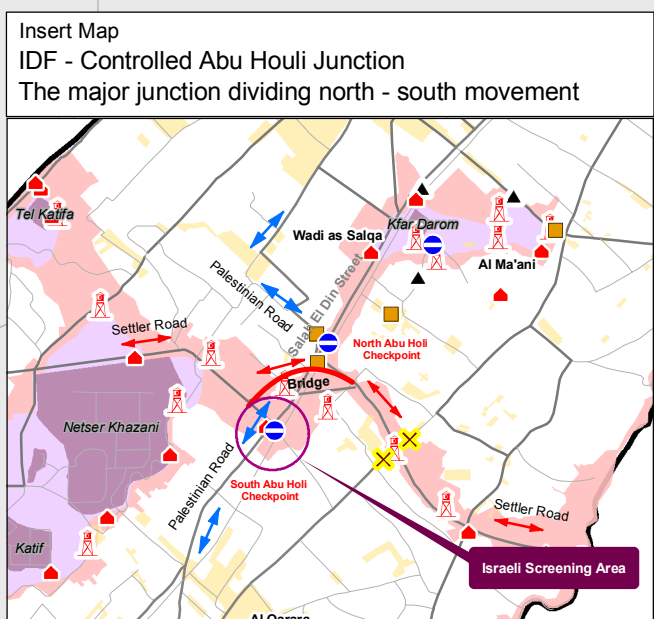 Insert Map
IDF - Controlled Abu Houli Junction
The major junction dividing north - south movement
Tel Katifa
Kfar Darom
Wadi as Salqa
Al Ma'ani
Palestinian Road
Salah El Din Street
Settler Road
North Abu Holi
Checkpoint
Bridge
Netser Khazani
Palestinian Road
South Abu Holi
Checkpoint
Settler Road
Katif
Israeli Screening Area
Al Qarara